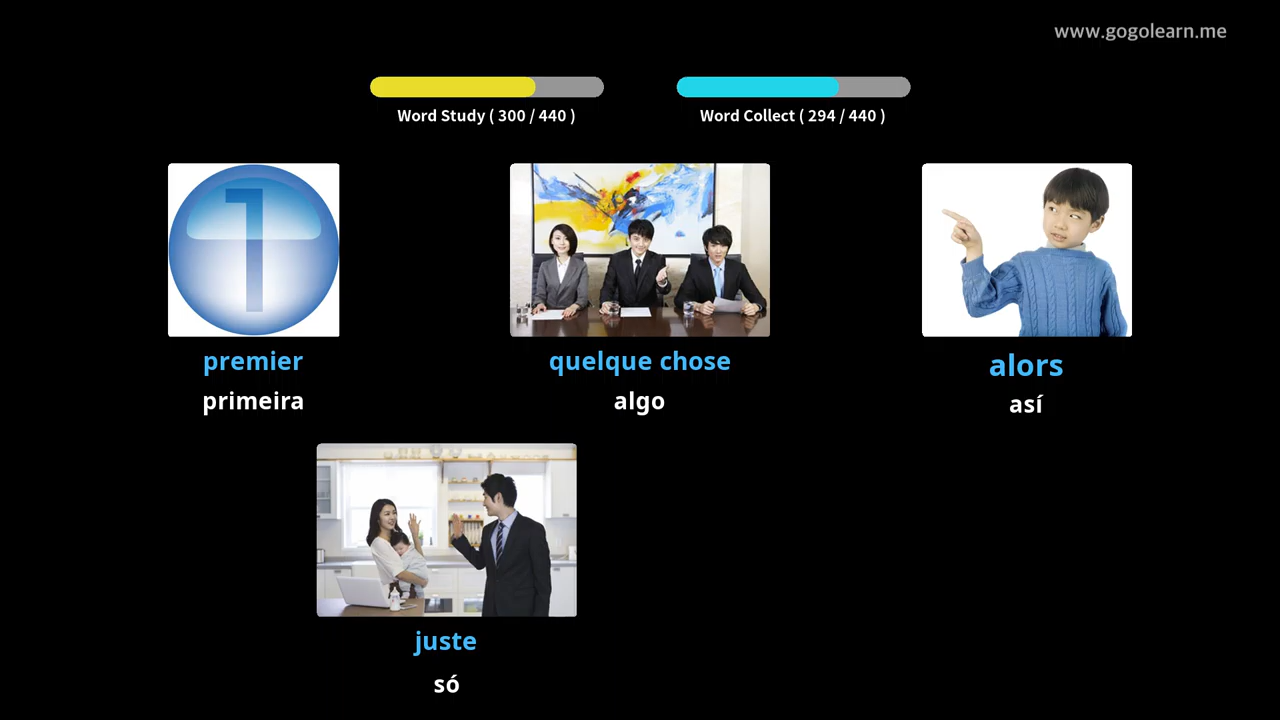 www.gogolearn.me
Word Study ( 300 / 440 )
Word Collect ( 294 / 440 )
1
premier
primeira
quelque chose
algo
alors
así
juste
só